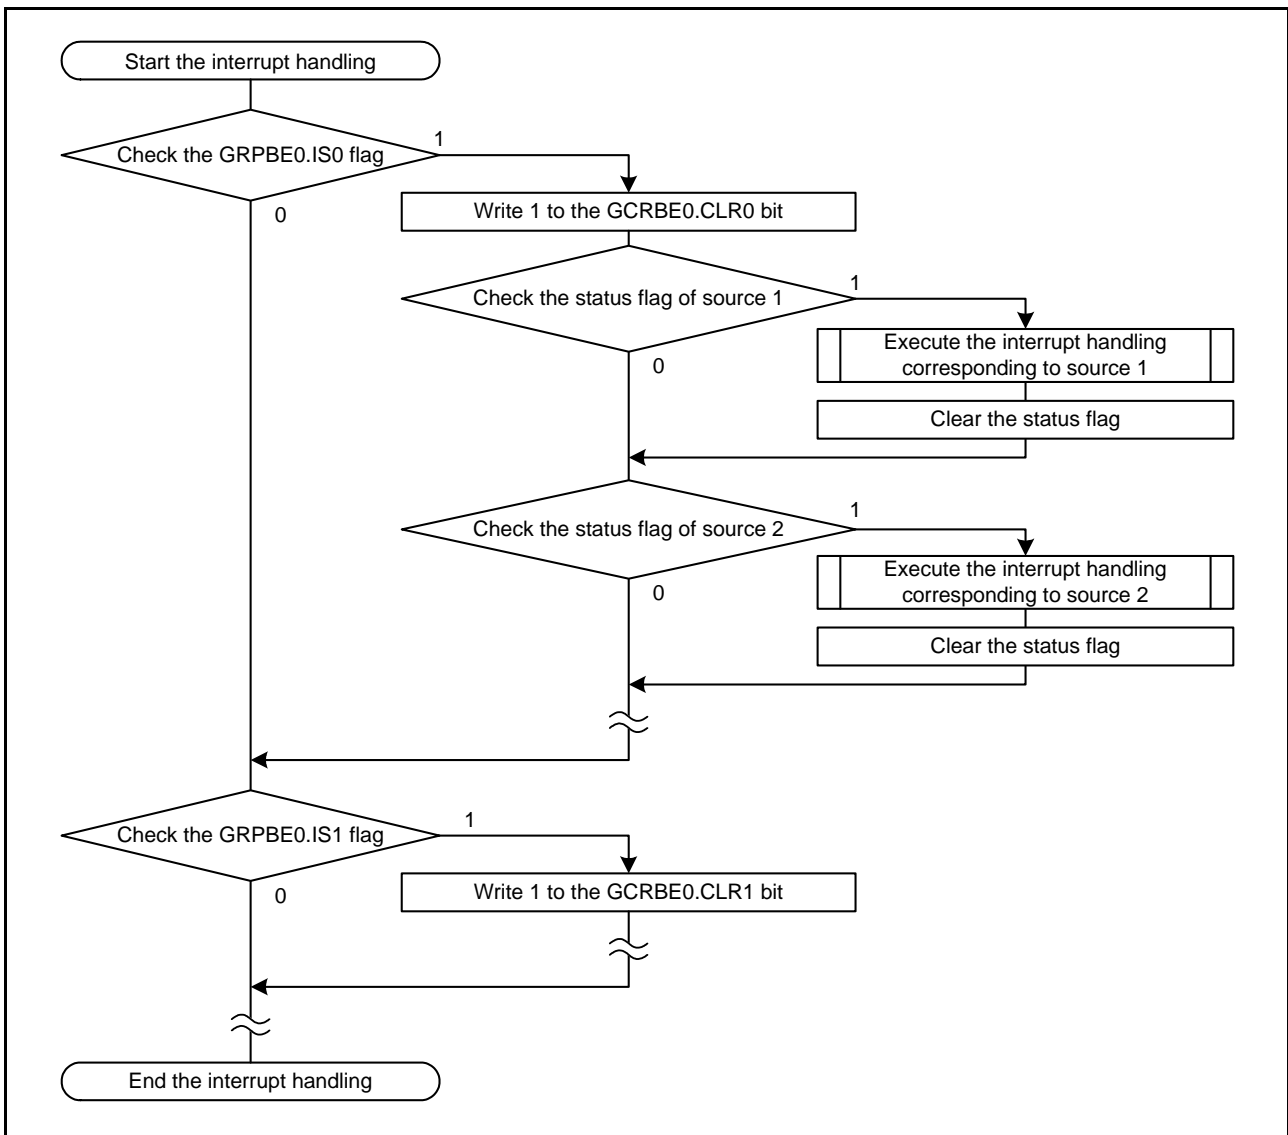 Start the interrupt handling
Check the GRPBE0.IS0 flag
1
0
Write 1 to the GCRBE0.CLR0 bit
Check the status flag of source 1
1
0
Execute the interrupt handling
corresponding to source 1
Clear the status flag
Check the status flag of source 2
1
0
Execute the interrupt handling
corresponding to source 2
Clear the status flag
Check the GRPBE0.IS1 flag
1
0
Write 1 to the GCRBE0.CLR1 bit
End the interrupt handling